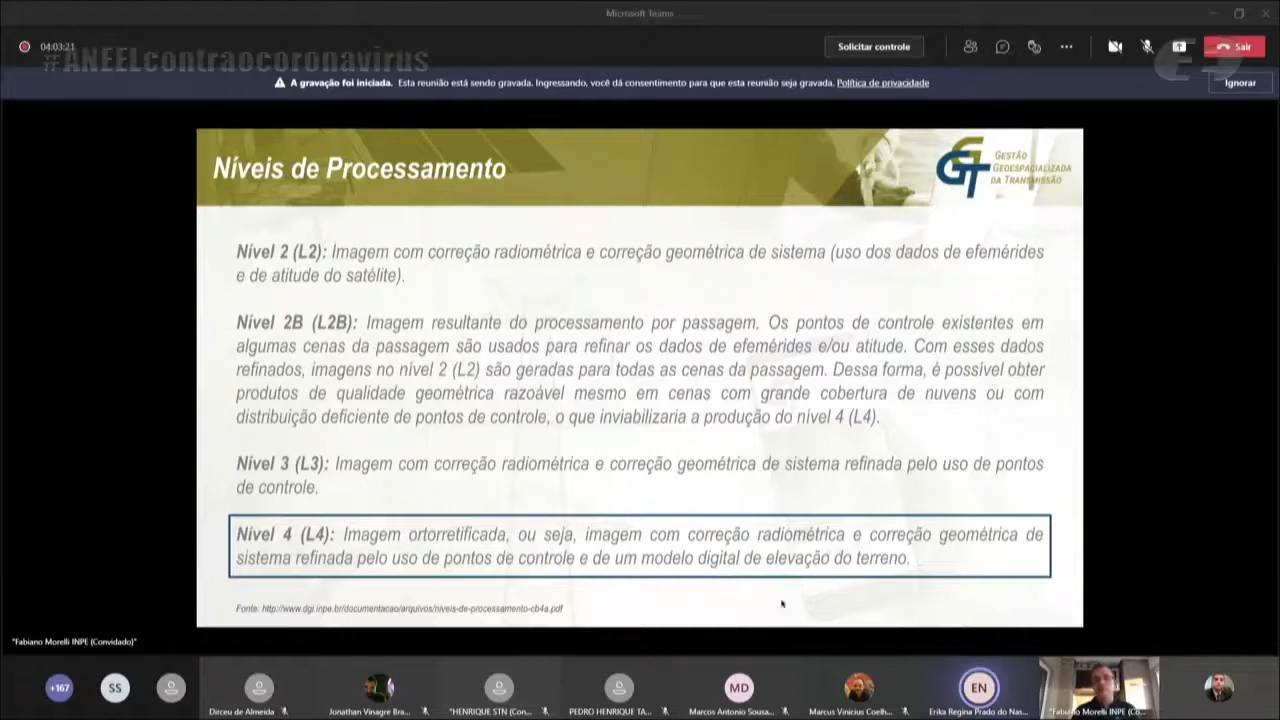 Microsoft Teams
04:03:21
#ANEELcontraocoronavirus
Solicitar controle
Sair
A gravação foi iniciada. Esta reunião está sendo gravada. Ingressando, você dá consentimento para que esta reunião seja gravada. Política de privacidade
Ignorar
Níveis de Processamento
GGT
GESTÃO
GEOESPACIALIZADA
DA TRANSMISSÃO
Nível 2 (L2): Imagem com correção radiométrica e correção geométrica de sistema (uso dos dados de efemérides
e de atitude do satélite).
Nível 2B (L2B): Imagem resultante do processamento por passagem. Os pontos de controle existentes em
algumas cenas da passagem são usados para refinar os dados de efemérides e/ou atitude. Com esses dados
refinados, imagens no nível 2 (L2) são geradas para todas as cenas da passagem. Dessa forma, é possível obter
produtos de qualidade geométrica razoável mesmo em cenas com grande cobertura de nuvens ou com
distribuição deficiente de pontos de controle, o que inviabilizaria a produção do nível 4 (L4).
Nível 3 (L3): Imagem com correção radiométrica e correção geométrica de sistema refinada pelo uso de pontos
de controle.
Nível 4 (L4): Imagem ortorretificada, ou seja, imagem com correção radiométrica e correção geométrica de
sistema refinada pelo uso de pontos de controle e de um modelo digital de elevação do terreno.
Fonte: http://www.dgi.inpe.br/documentacao/arquivos/niveis-de-processamento-cb4a.pdf
"Fabiano Morelli INPE (Convidado)"
+167
SS
MD
EN
Dirceu de Almeida
Jonathan Vinagre Bra...
"HENRIQUE STN (Con...
PEDRO HENRIQUE TA...
Marcos Antonio Sousa...
Marcus Vinicius Coelh...
Erika Regina Prado do Nas...
"Fabiano Morelli INPE (Co...